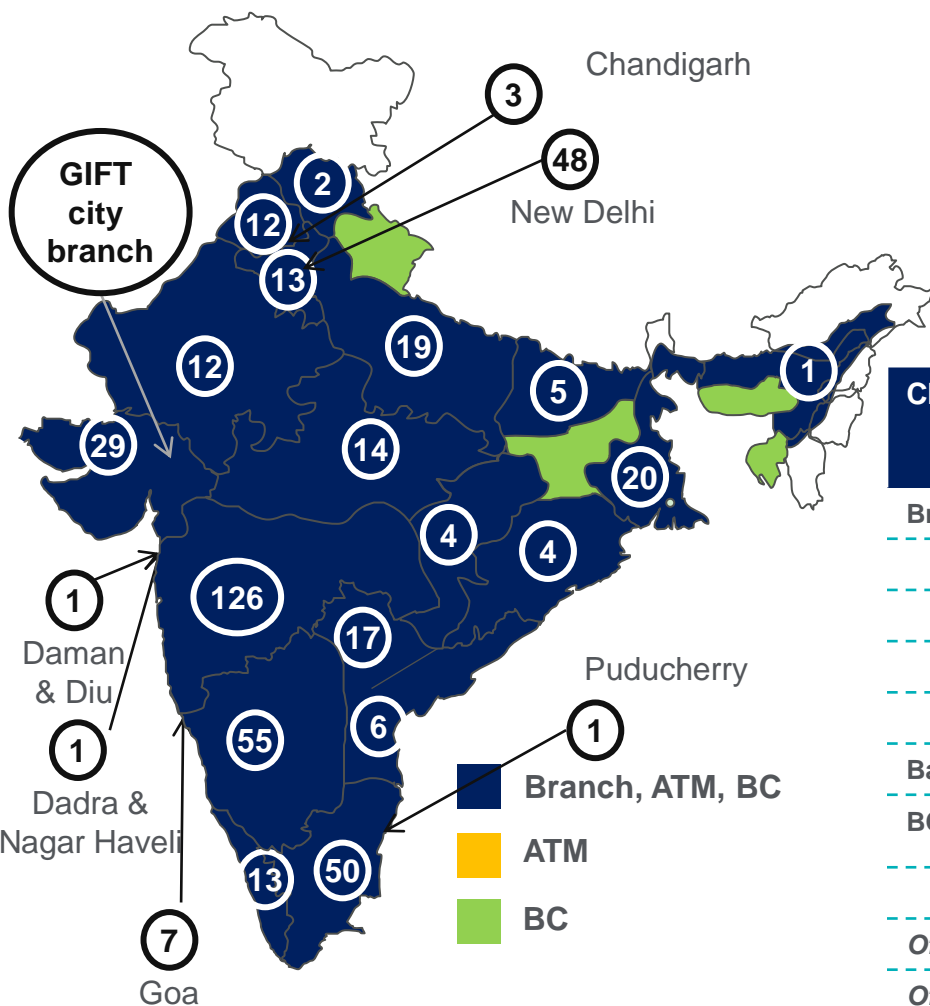 Chandigarh
3
48
New Delhi
GIFT
city
branch
2
12
13
19
12
5
1
29
14
20
4
4
126
17
1
Daman
& Diu
1
Dadra &
Nagar Haveli
55
6
Puducherry
1
13
50
7
Goa
Branch, ATM, BC
ATM
BC